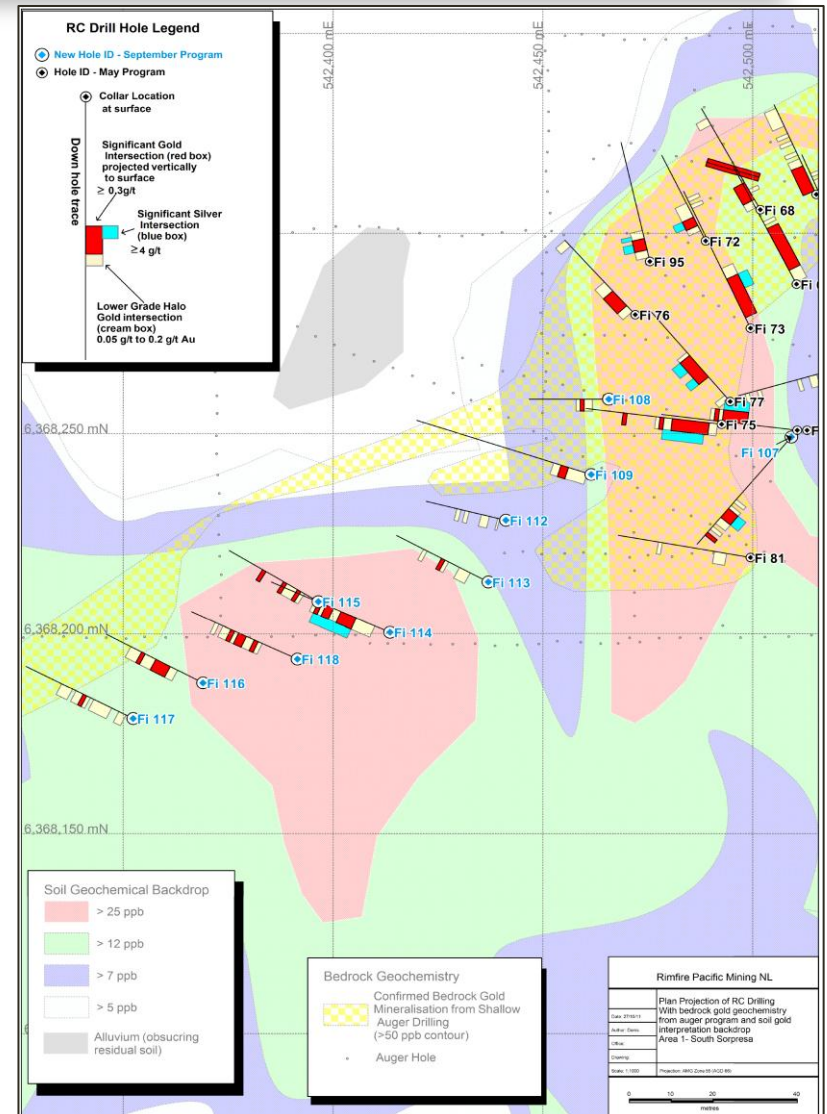 RC Drill Hole Legend
New Hole ID - September Program
Hole ID - May Program
Collar Location
at surface
Down hole trace
Significant Gold
Intersection (red box)
projected vertically
to surface
≥ 0.3g/t
Significant Silver
Intersection
(blue box)
≥4 g/t
Lower Grade Halo
Gold intersection
(cream box)
0.05 g/t to 0.2 g/t Au
542,400 mE
542,450 mE
542,500 mE
Fi 68
Fi 72
Fi 95
Fi 76
Fi 73
Fi 108
Fi 77
Fi 75
6,368,250 mN
Fi 107
Fi 109
Fi 112
Fi 81
Fi 113
Fi 115
Fi 114
6,368,200 mN
Fi 118
Fi 116
Fi 117
6,368,150 mN
Soil Geochemical Backdrop
> 25 ppb
> 12 ppb
> 7 ppb
> 5 ppb
Alluvium (obsucring
residual soil)
Bedrock Geochemistry
Confirmed Bedrock Gold
Mineralisation from Shallow
Auger Drilling
(>50 ppb contour)
Auger Hole
Rimfire Pacific Mining NL
Plan Projection of RC Drilling
With bedrock gold geochemistry
from auger program and soil gold
interpretation backdrop
Area 1- South Sorpresa
Author:
Office:
Drawing:
Scale: 1:1000
0 10 20 40
metres